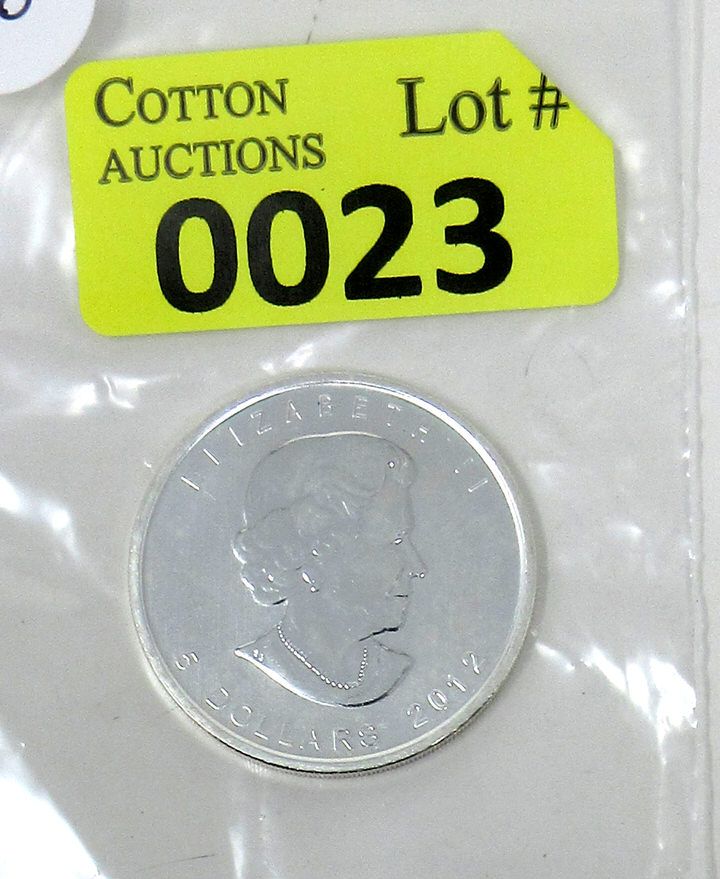 COTTON
AUCTIONS
Lot #
0023
ELIZABETH II
5 DOLLARS 2012